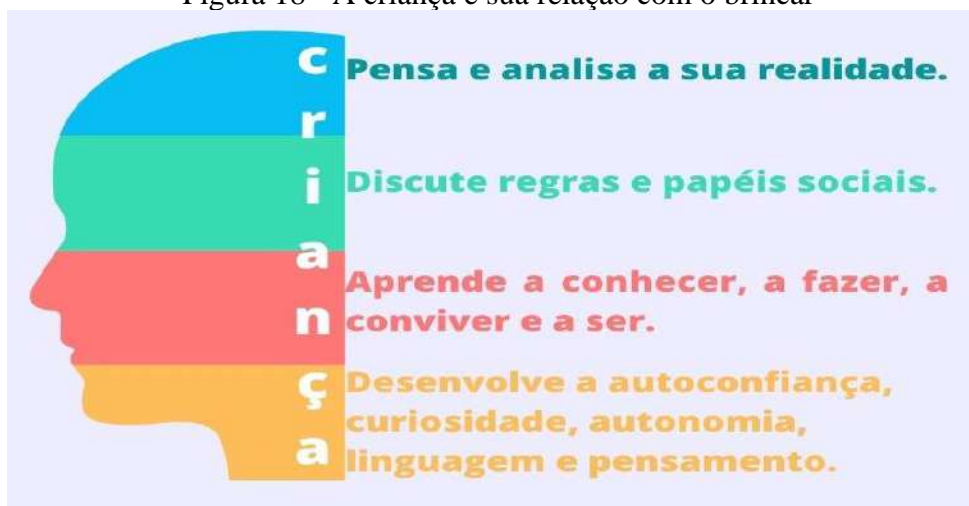 Figura 18 - A criança e sua relação com o brincar
criança
Pensa e analisa a sua realidade.
Discute regras e papéis sociais.
Aprende a conhecer, a fazer, a
conviver e a ser.
Desenvolve a autoconfiança,
curiosidade, autonomia,
linguagem e pensamento.